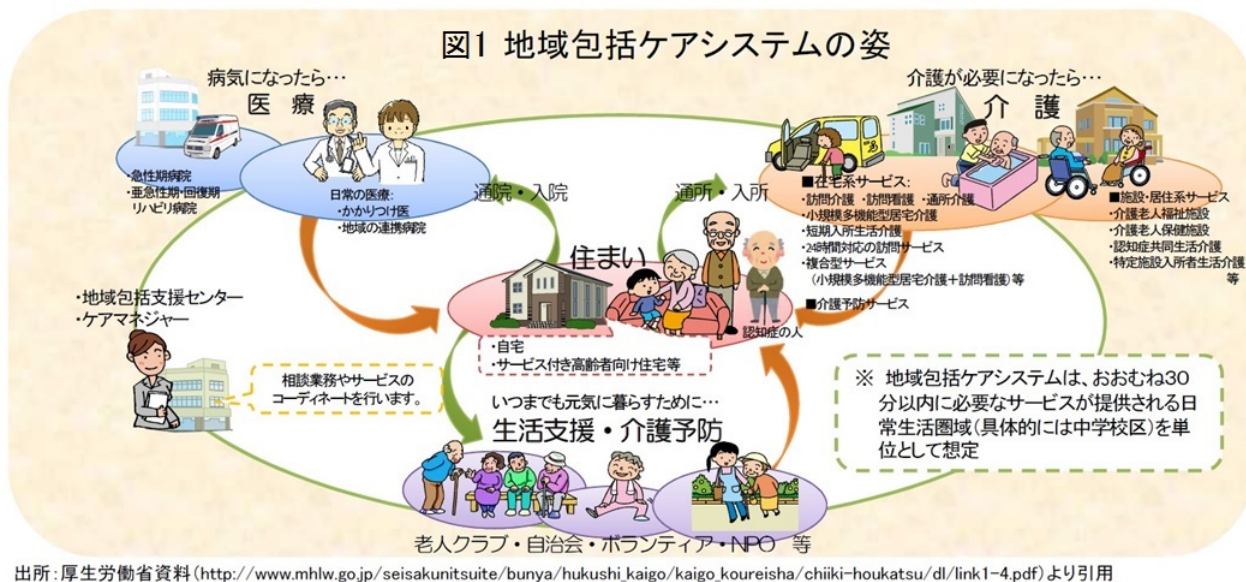 図1 地域包括ケアシステムの姿
病気になったら…
医 療
・急性期病院
・亜急性期・回復期
リハビリ病院
日常の医療:
・かかりつけ医
・地域の連携病院
通院・入院
通所・入所
介護が必要になったら…
介 護
■在宅系サービス:
・訪問介護 ・訪問看護 ・通所介護
・小規模多機能型居宅介護
・短期入所生活介護
・24時間対応の訪問サービス
・複合型サービス
(小規模多機能型居宅介護+訪問看護)等
■介護予防サービス
■施設・居住系サービス
・介護老人福祉施設
・介護老人保健施設
・認知症共同生活介護
・特定施設入所者生活介護
等
住まい
認知症の人
・自宅
・サービス付き高齢者向け住宅等
・地域包括支援センター
・ケアマネジャー
相談業務やサービスの
コーディネートを行います。
いつまでも元気に暮らすために…
生活支援・介護予防
老人クラブ・自治会・ボランティア・NPO 等
※ 地域包括ケアシステムは、おおむね30
分以内に必要なサービスが提供される日
常生活圏域(具体的には中学校区)を単
位として想定
出所:厚生労働省資料(http://www.mhlw.go.jp/seisakunitsuite/bunya/hukushi_kaigo/kaigo_koureisha/chiiki-houkatsu/dl/link1-4.pdf)より引用